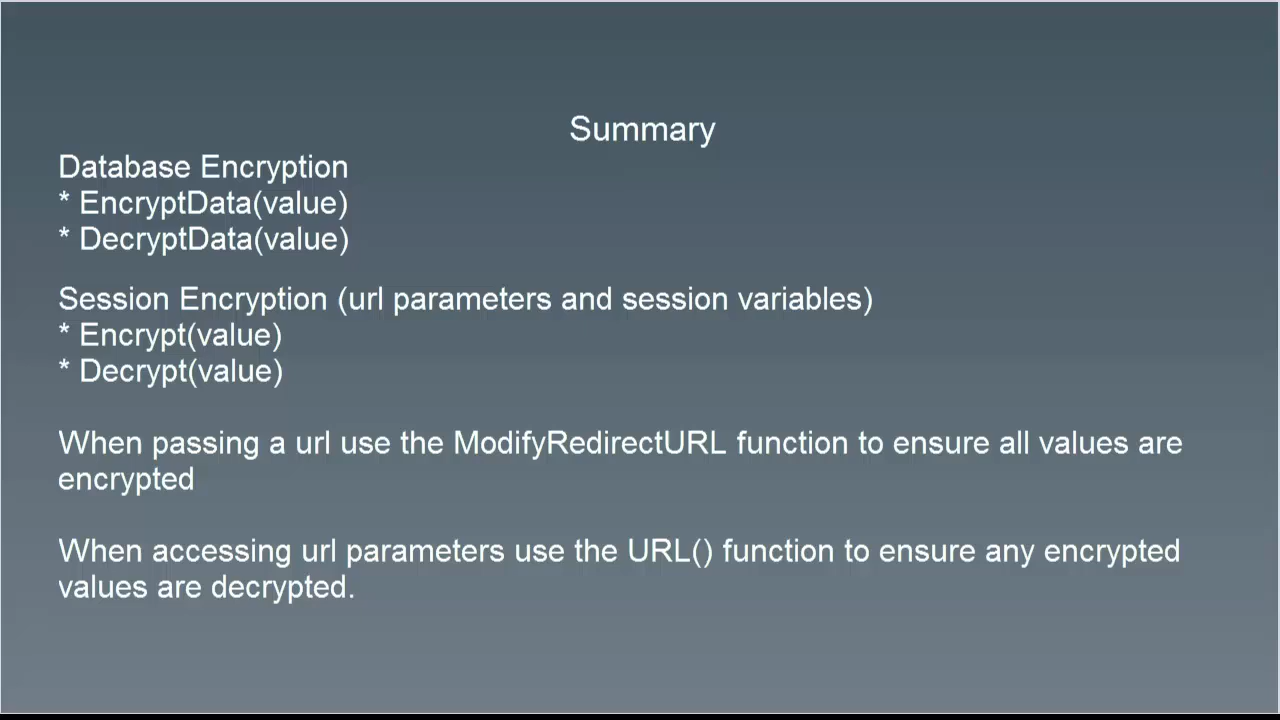 Summary
Database Encryption
* EncryptData(value)
* DecryptData(value)
Session Encryption (url parameters and session variables)
* Encrypt(value)
* Decrypt(value)
When passing a url use the ModifyRedirectURL function to ensure all values are
encrypted
When accessing url parameters use the URL() function to ensure any encrypted
values are decrypted.